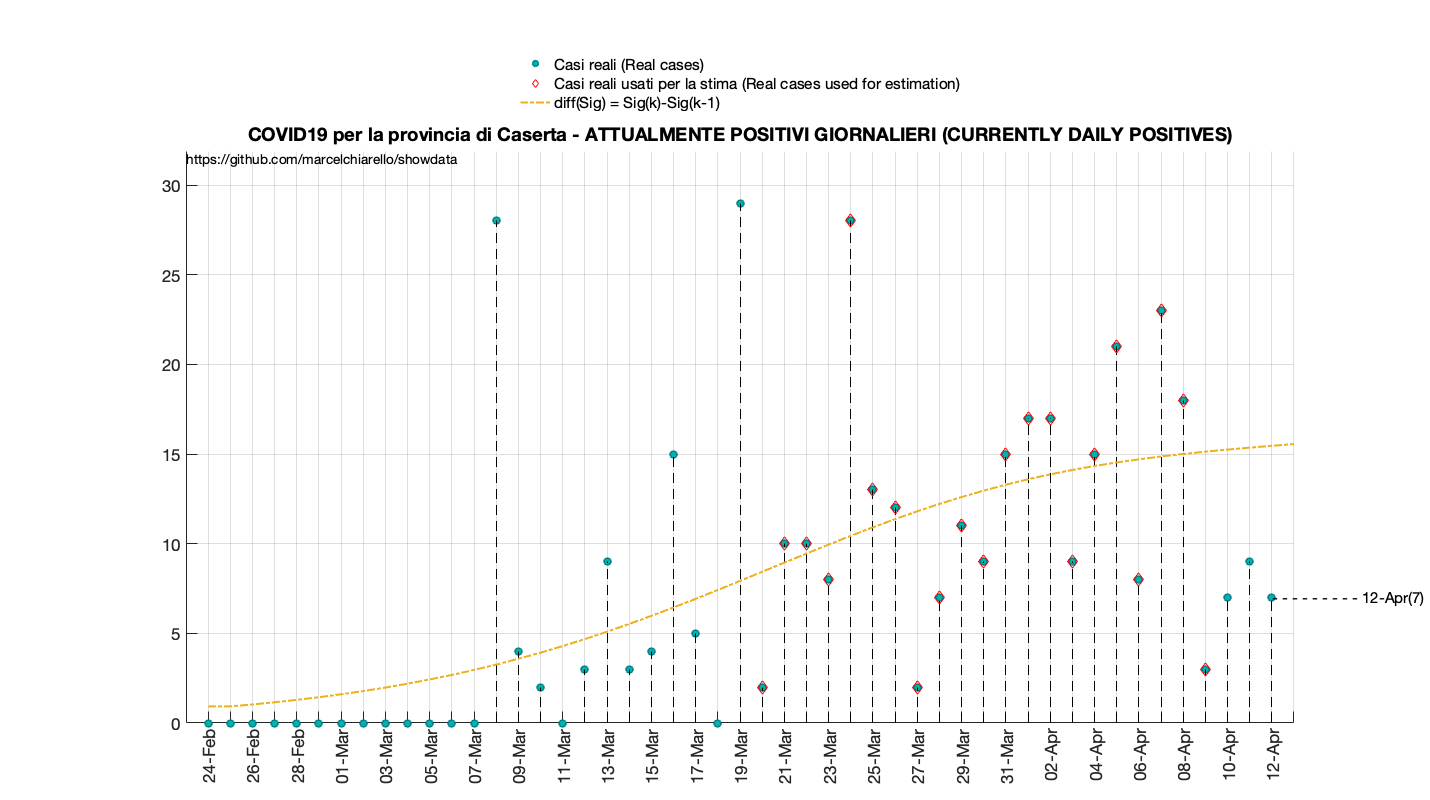 Casi reali (Real cases)
Casi reali usati per la stima (Real cases used for estimation)
diff(Sig) = Sig(k)-Sig(k-1)
COVID19 per la provincia di Caserta - ATTUALMENTE POSITIVI GIORNALIERI (CURRENTLY DAILY POSITIVES)
https://github.com/marcelchiarello/showdata
30
25
20
15
10
5
0
12-Apr(7)
24-Feb
26-Feb
28-Feb
01-Mar
03-Mar
05-Mar
07-Mar
09-Mar
11-Mar
13-Mar
15-Mar
17-Mar
19-Mar
21-Mar
23-Mar
25-Mar
27-Mar
29-Mar
31-Mar
02-Apr
04-Apr
06-Apr
08-Apr
10-Apr
12-Apr